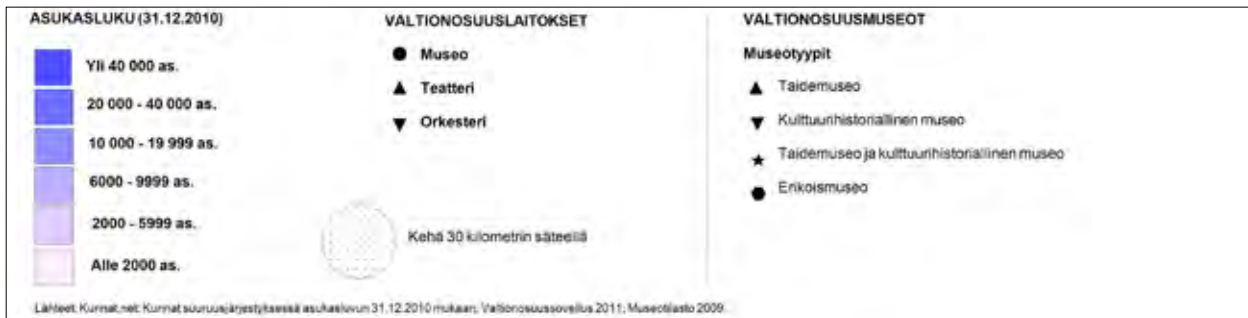 ASUKASLUKU (31.12.2010)
Yli 40 000 as.
20 000 - 40 000 as.
10 000 - 19 999 as.
6000 - 9999 as.
2000 - 5999 as.
Alle 2000 as.
VALTIONOSUUSLAITOKSET
Museo
Teatteri
Orkesteri
Kehä 30 kilometrin säteellä
VALTIONOSUUSMUSEOT
Museotyypit
Taidemuseo
Kulttuurihistoriallinen museo
Taidemuseo ja kulttuurihistoriallinen museo
Erikoismuseo
Lähteet: Kunnat.net: Kunnat suuruusjärjestyksessä asukasluvun 31.12.2010 mukaan; Valtionosuussovellus 2011; Museotilasto 2009.